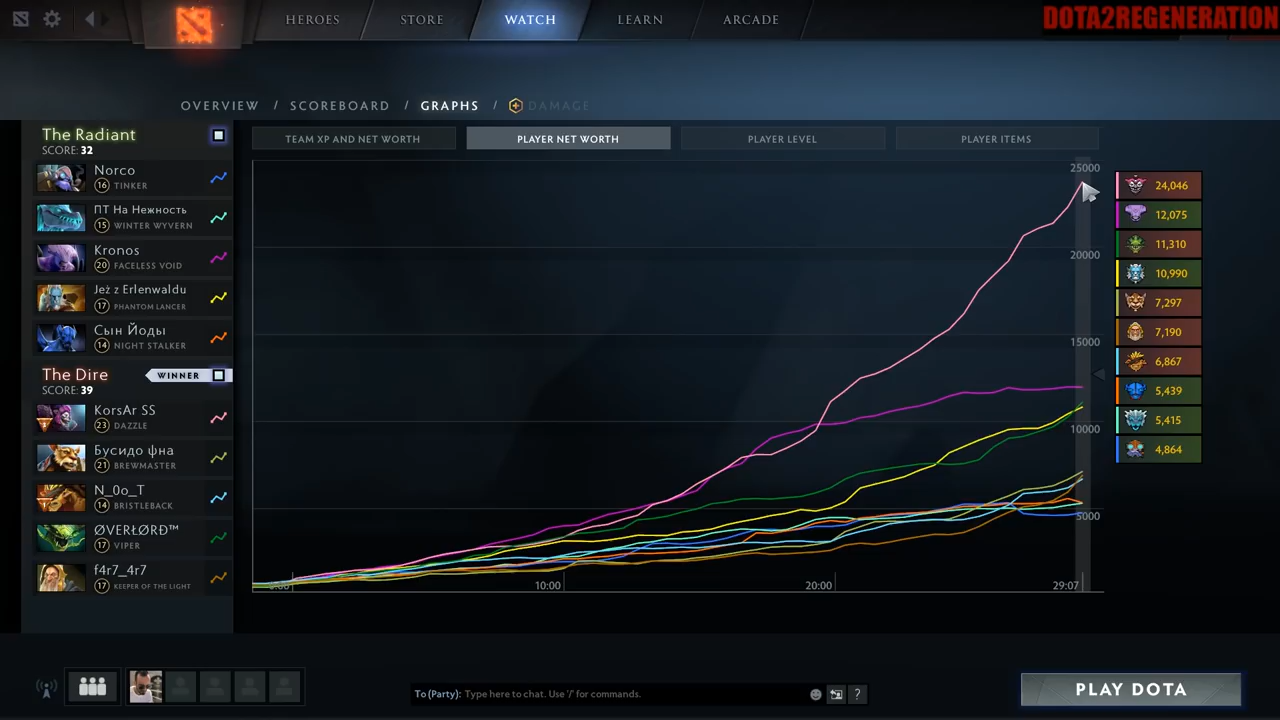 HEROES
STORE
WATCH
LEARN
ARCADE
DOTA2REGENERATION
OVERVIEW / SCOREBOARD / GRAPHS / DAMAGE
The Radiant
SCORE: 32
Norco
16 TINKER
ПТ На Нежность
15 WINTER WYVERN
Kronos
20 FACELESS VOID
Jeż z Erlenwaldu
17 PHANTOM LANCER
Сын Йоды
14 NIGHT STALKER
The Dire
WINNER
SCORE: 39
KorsAr SS
23 DAZZLE
Бусидо фна
21 BREWMASTER
N_0o_T
14 BRISTLEBACK
ØVERŁØRĐ™
17 VIPER
f4r7_4r7
17 KEEPER OF THE LIGHT
TEAM XP AND NET WORTH
PLAYER NET WORTH
PLAYER LEVEL
PLAYER ITEMS
25000
20000
15000
10000
5000
10:00
20:00
29:07
24,046
12,075
11,310
10,990
7,297
7,190
6,867
5,439
5,415
4,864
To (Party): Type here to chat. Use '/' for commands.
?
PLAY DOTA